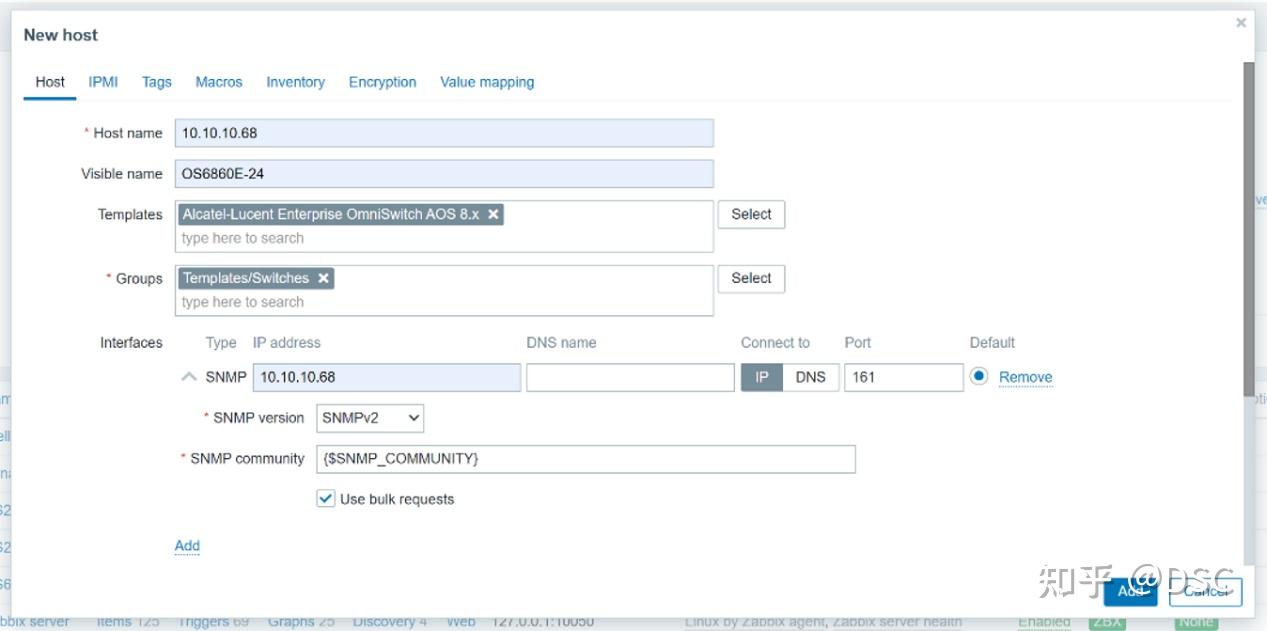 New host
Host IPMI Tags Macros Inventory Encryption Value mapping
* Host name 10.10.10.68
Visible name OS6860E-24
Templates Alcatel-Lucent Enterprise OmniSwitch AOS 8.x Select
type here to search
* Groups Templates/Switches Select
type here to search
Interfaces Type IP address DNS name Connect to Port Default
SNMP 10.10.10.68 IP DNS 161 Remove
* SNMP version SNMPv2
* SNMP community {$SNMP_COMMUNITY}
Use bulk requests
Add
知乎 @DSC
Add Cancel
server Items 125 Triggers 69 Graphs 25 Discovery 4 Web 127.0.0.1:10050 Enabled ZBX Linux by Zabbix agent, Zabbix server health None